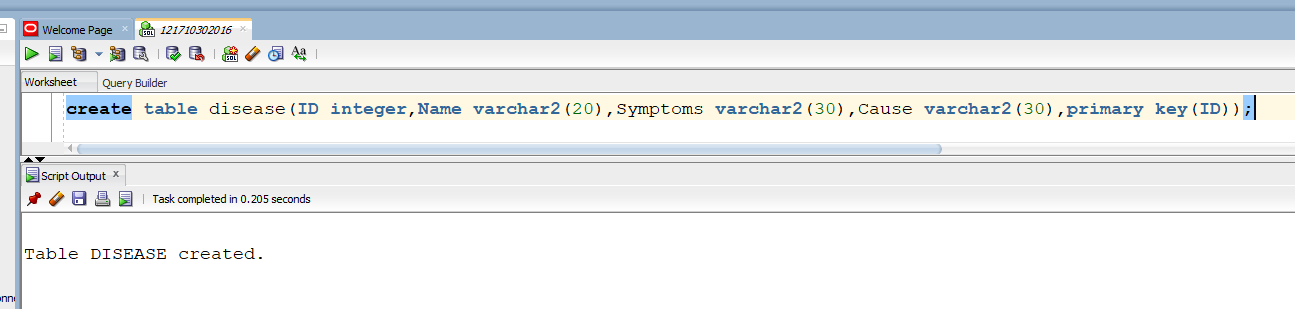 Welcome Page
121710302016
Worksheet
Query Builder
create table disease(ID integer,Name varchar2(20),Symptoms varchar2(30),Cause varchar2(30),primary key(ID));
Script Output
Task completed in 0.205 seconds
Table DISEASE created.
onne